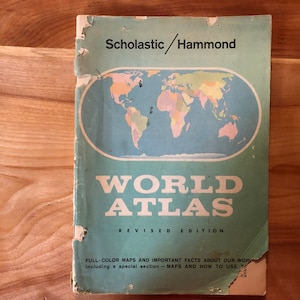 Scholastic/Hammond
WORLD
ATLAS
REVISED EDITION
FULL-COLOR MAPS AND IMPORTANT FACTS ABOUT OUR
including a special section — MAPS AND HOW TO USE